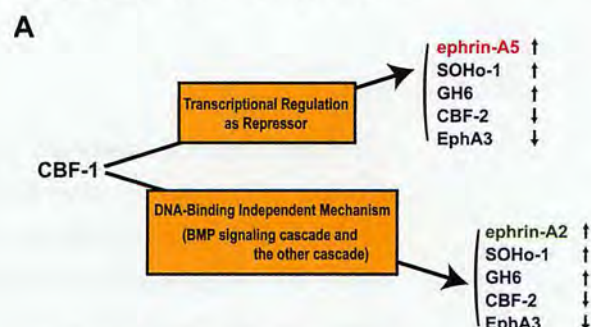 A
CBF-1
Transcriptional Regulation
as Repressor
ephrin-A5 ↑
SOHo-1 ↑
GH6 ↑
CBF-2 ↓
EphA3 ↓
DNA-Binding Independent Mechanism
(BMP signaling cascade and
the other cascade)
ephrin-A2 ↑
SOHo-1 ↑
GH6 ↑
CBF-2 ↓
EphA3 ↓